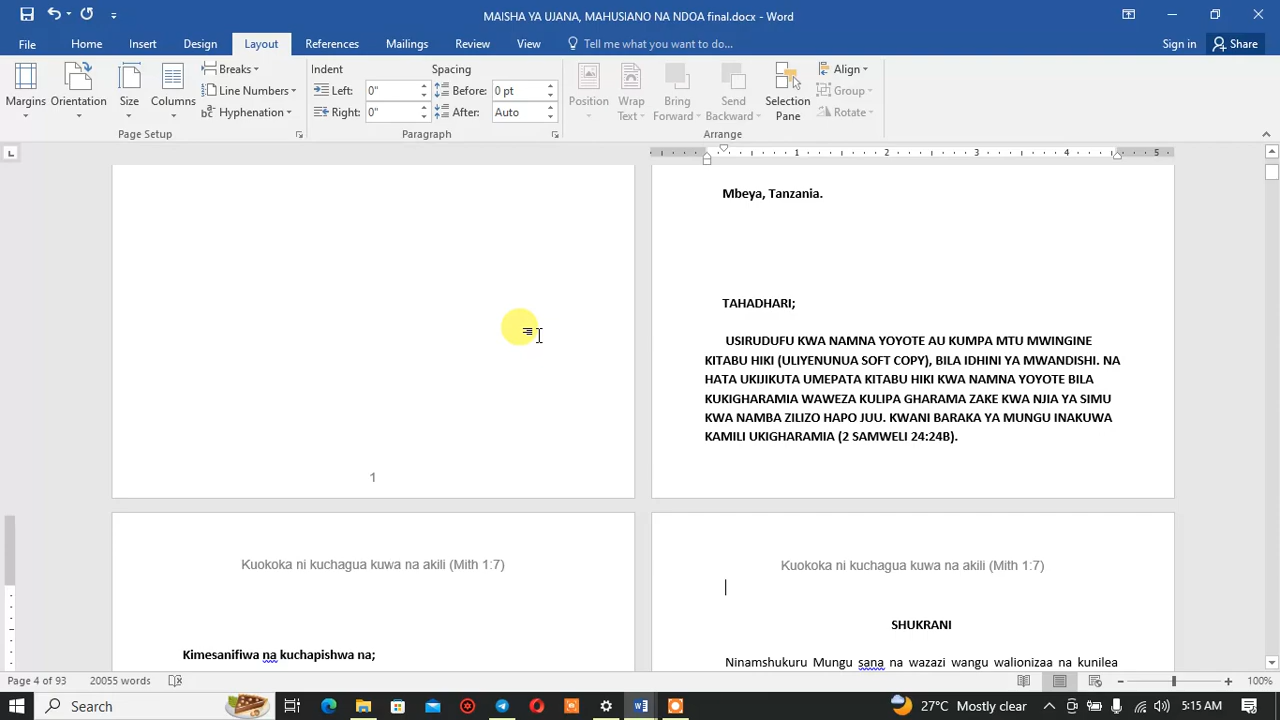 MAISHA YA UJANA, MAHUSIANO NA NDOA final.docx - Word
File Home Insert Design Layout References Mailings Review View Tell me what you want to do... Sign in Share
Margins Orientation Size Columns
Breaks
Line Numbers
Hyphenation
Page Setup
Indent
Left: 0"
Right: 0"
Spacing
Before: 0 pt
After: Auto
Paragraph
Position Wrap Text Bring Forward Send Backward Selection Pane
Align
Group
Rotate
Arrange
1 2 3 4 5
1
Mbeya, Tanzania.
TAHADHARI;
USIRUDUFU KWA NAMNA YOYOTE AU KUMPA MTU MWINGINE
KITABU HIKI (ULIYENUNUA SOFT COPY), BILA IDHINI YA MWANDISHI. NA
HATA UKIJIKUTA UMEPATA KITABU HIKI KWA NAMNA YOYOTE BILA
KUKIGHARAMIA WAWEZA KULIPA GHARAMA ZAKE KWA NJIA YA SIMU
KWA NAMBA ZILIZO HAPO JUU. KWANI BARAKA YA MUNGU INAKUWA
KAMILI UKIGHARAMIA (2 SAMWELI 24:24B).
Kuokoka ni kuchagua kuwa na akili (Mith 1:7)
Kimesanifiwa na kuchapishwa na;
Kuokoka ni kuchagua kuwa na akili (Mith 1:7)
SHUKRANI
Ninamshukuru Mungu sana na wazazi wangu walionizaa na kunilea
Page 4 of 93 20055 words 100%
Search 27°C Mostly clear 5:15 AM